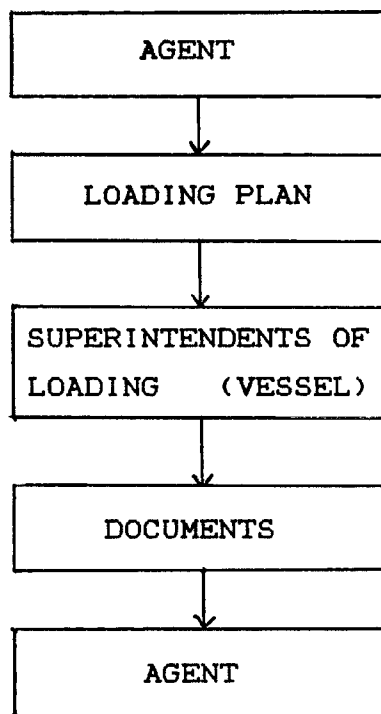 AGENT
LOADING PLAN
SUPERINTENDENTS OF
LOADING (VESSEL)
DOCUMENTS
AGENT